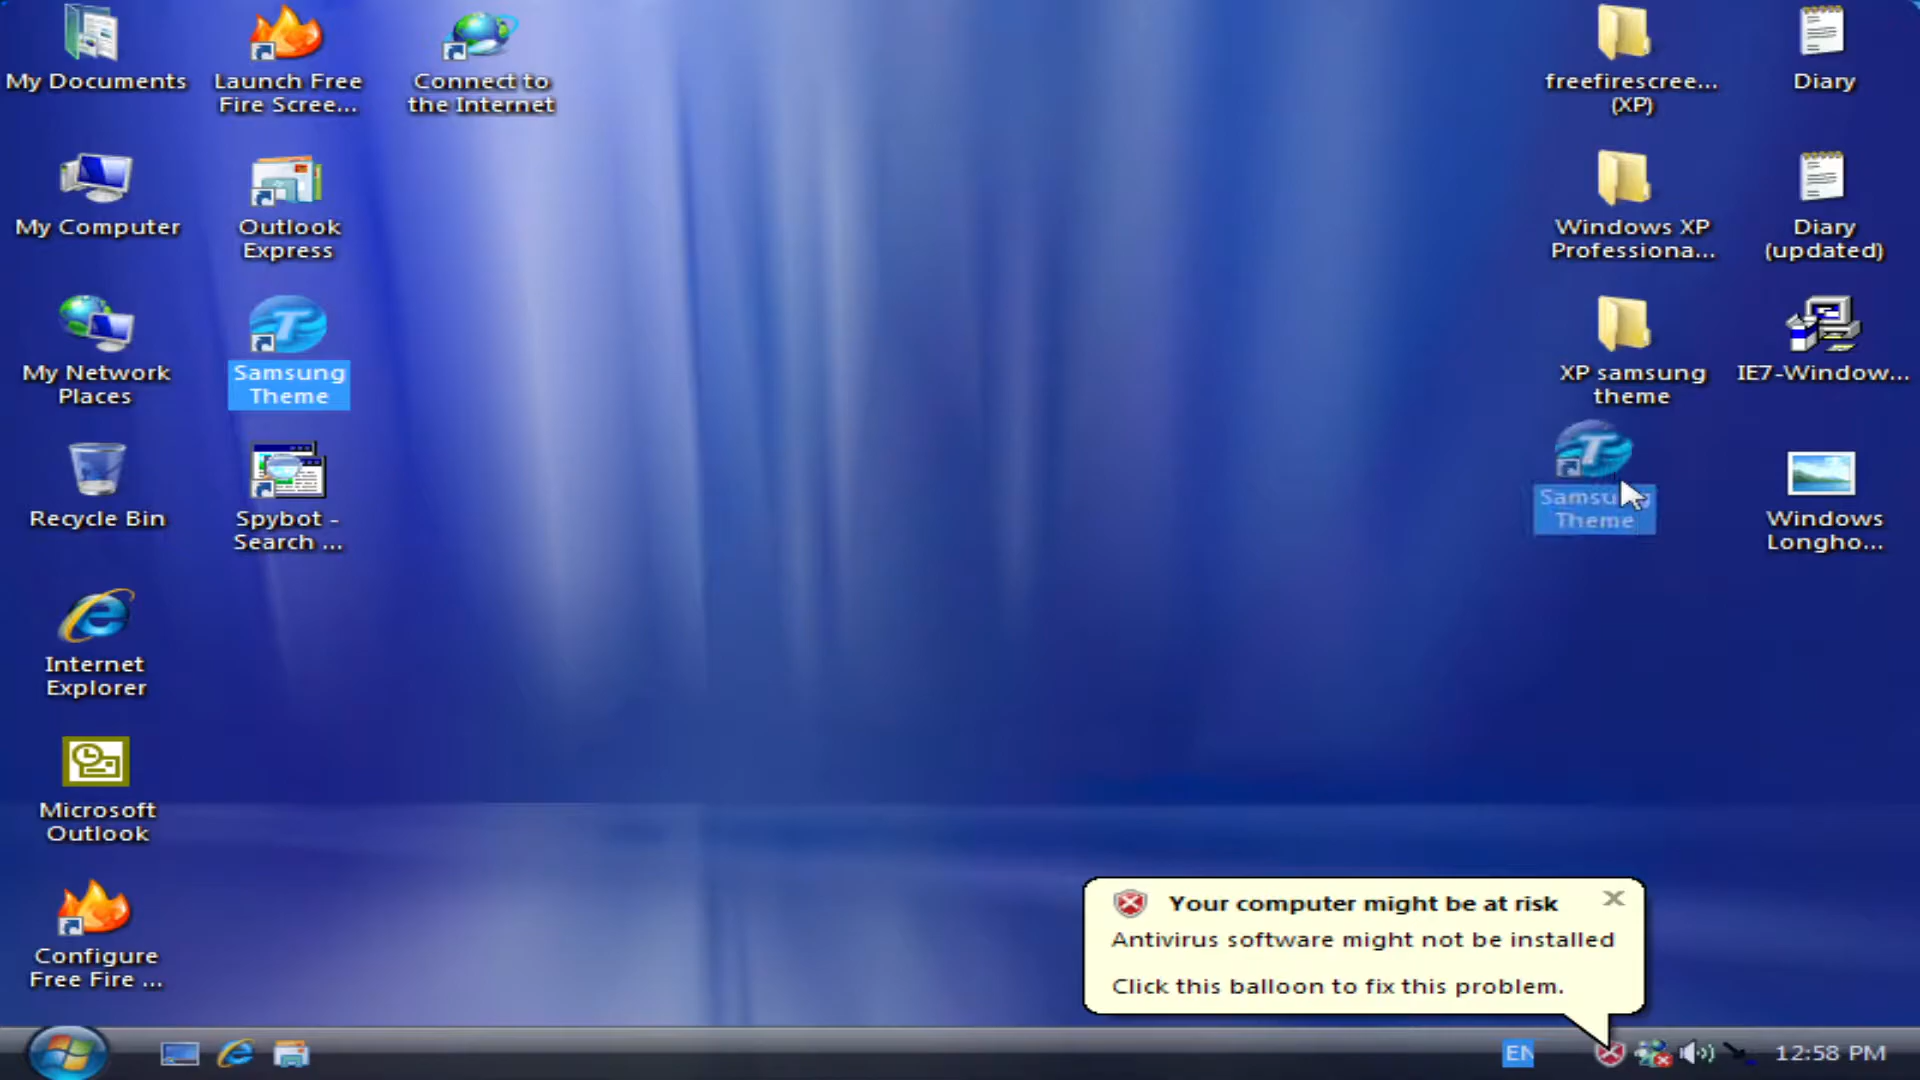 My Documents
Launch Free
Fire Scree...
Connect to
the Internet
freefirescree...
(XP)
Diary
My Computer
Outlook
Express
Windows XP
Professiona...
Diary
(updated)
My Network
Places
Samsung
Theme
XP samsung
theme
IE7-Window...
Recycle Bin
Spybot -
Search ...
Samsung
Theme
Windows
Longho...
Internet
Explorer
Microsoft
Outlook
Configure
Free Fire ...
Your computer might be at risk
Antivirus software might not be installed
Click this balloon to fix this problem.
EN
12:58 PM